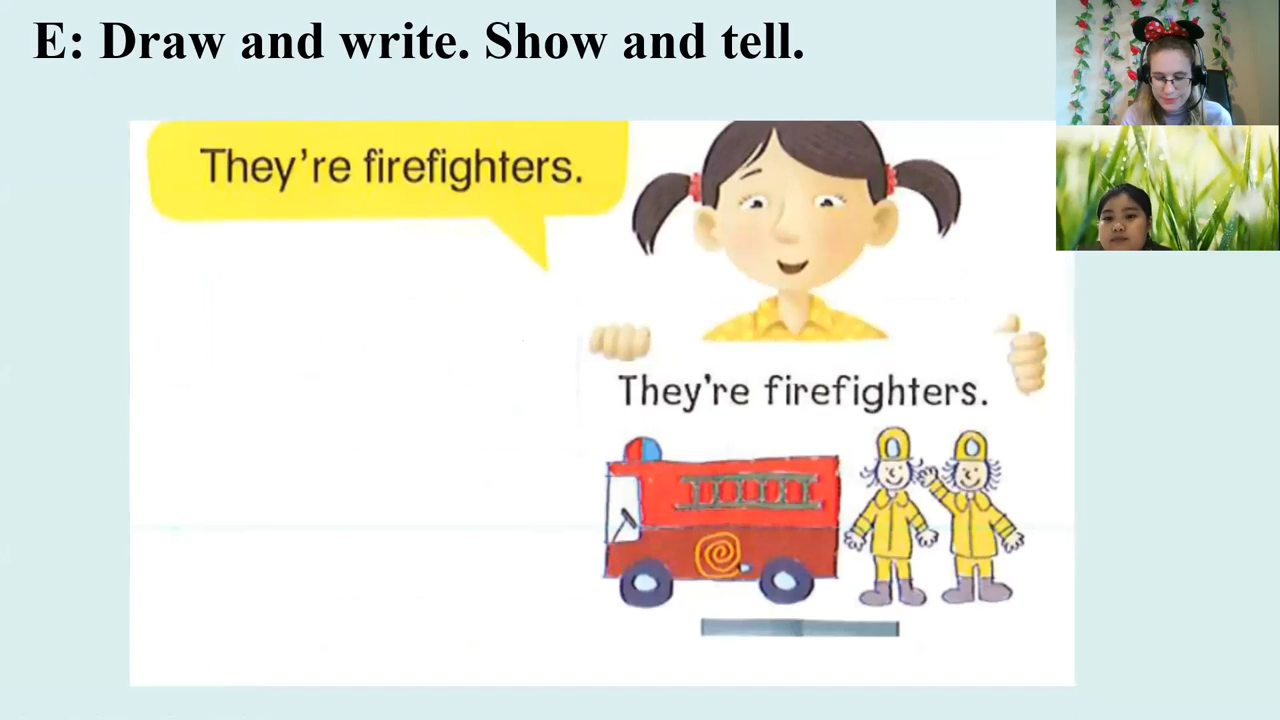 E: Draw and write. Show and tell.
They're firefighters.
They're firefighters.